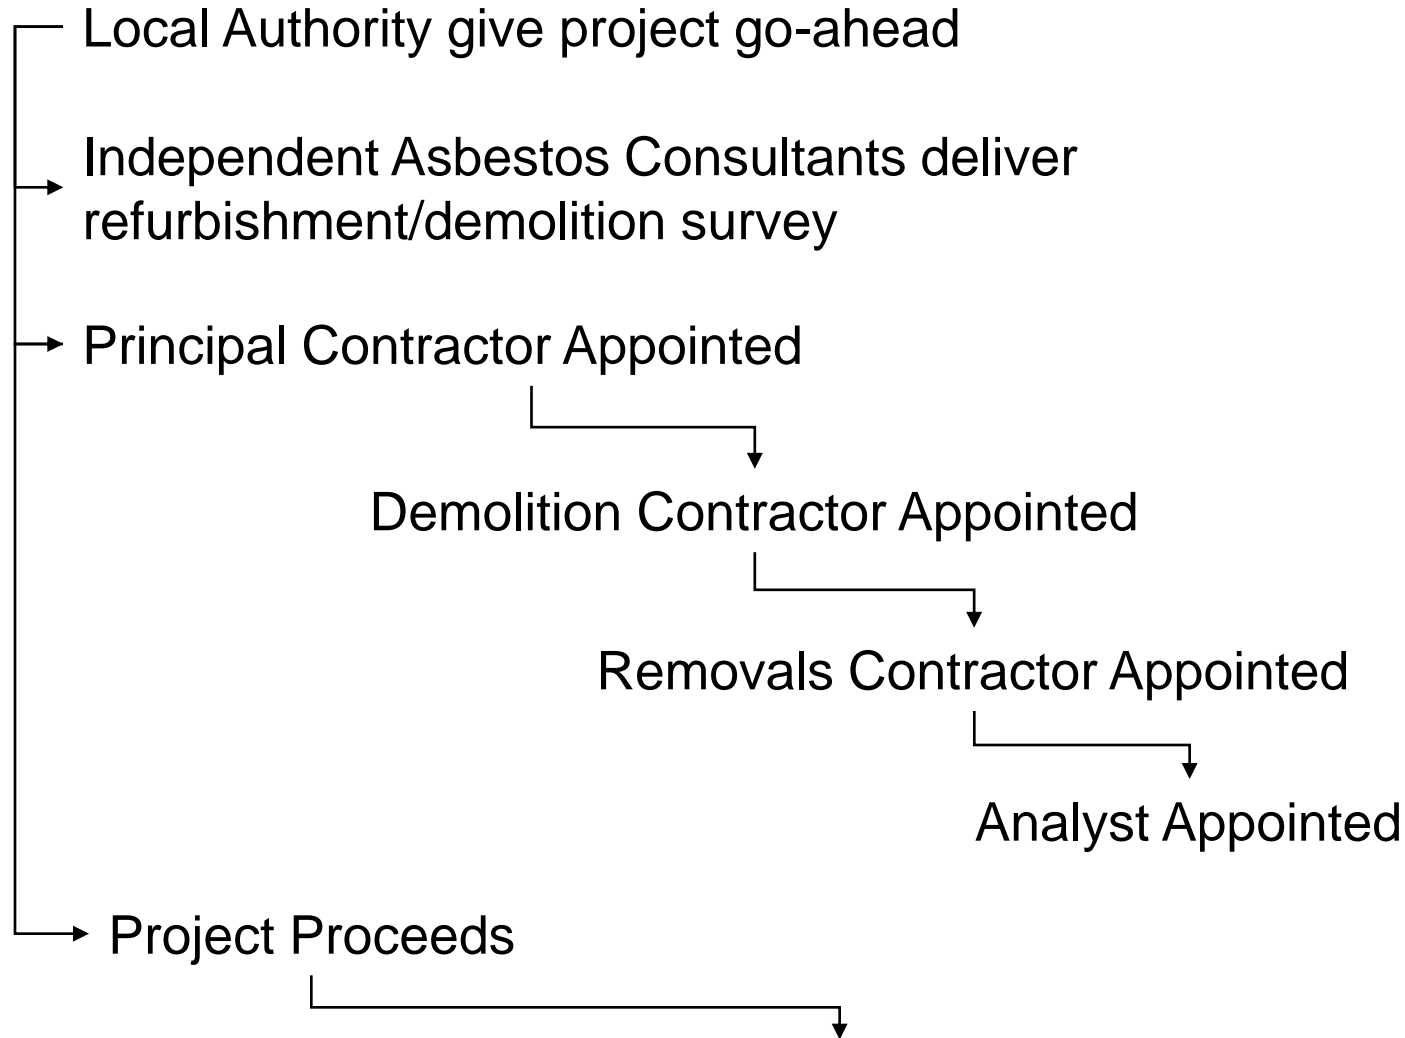 Local Authority give project go-ahead
Independent Asbestos Consultants deliver
refurbishment/demolition survey
Principal Contractor Appointed
Demolition Contractor Appointed
Removals Contractor Appointed
Analyst Appointed
Project Proceeds